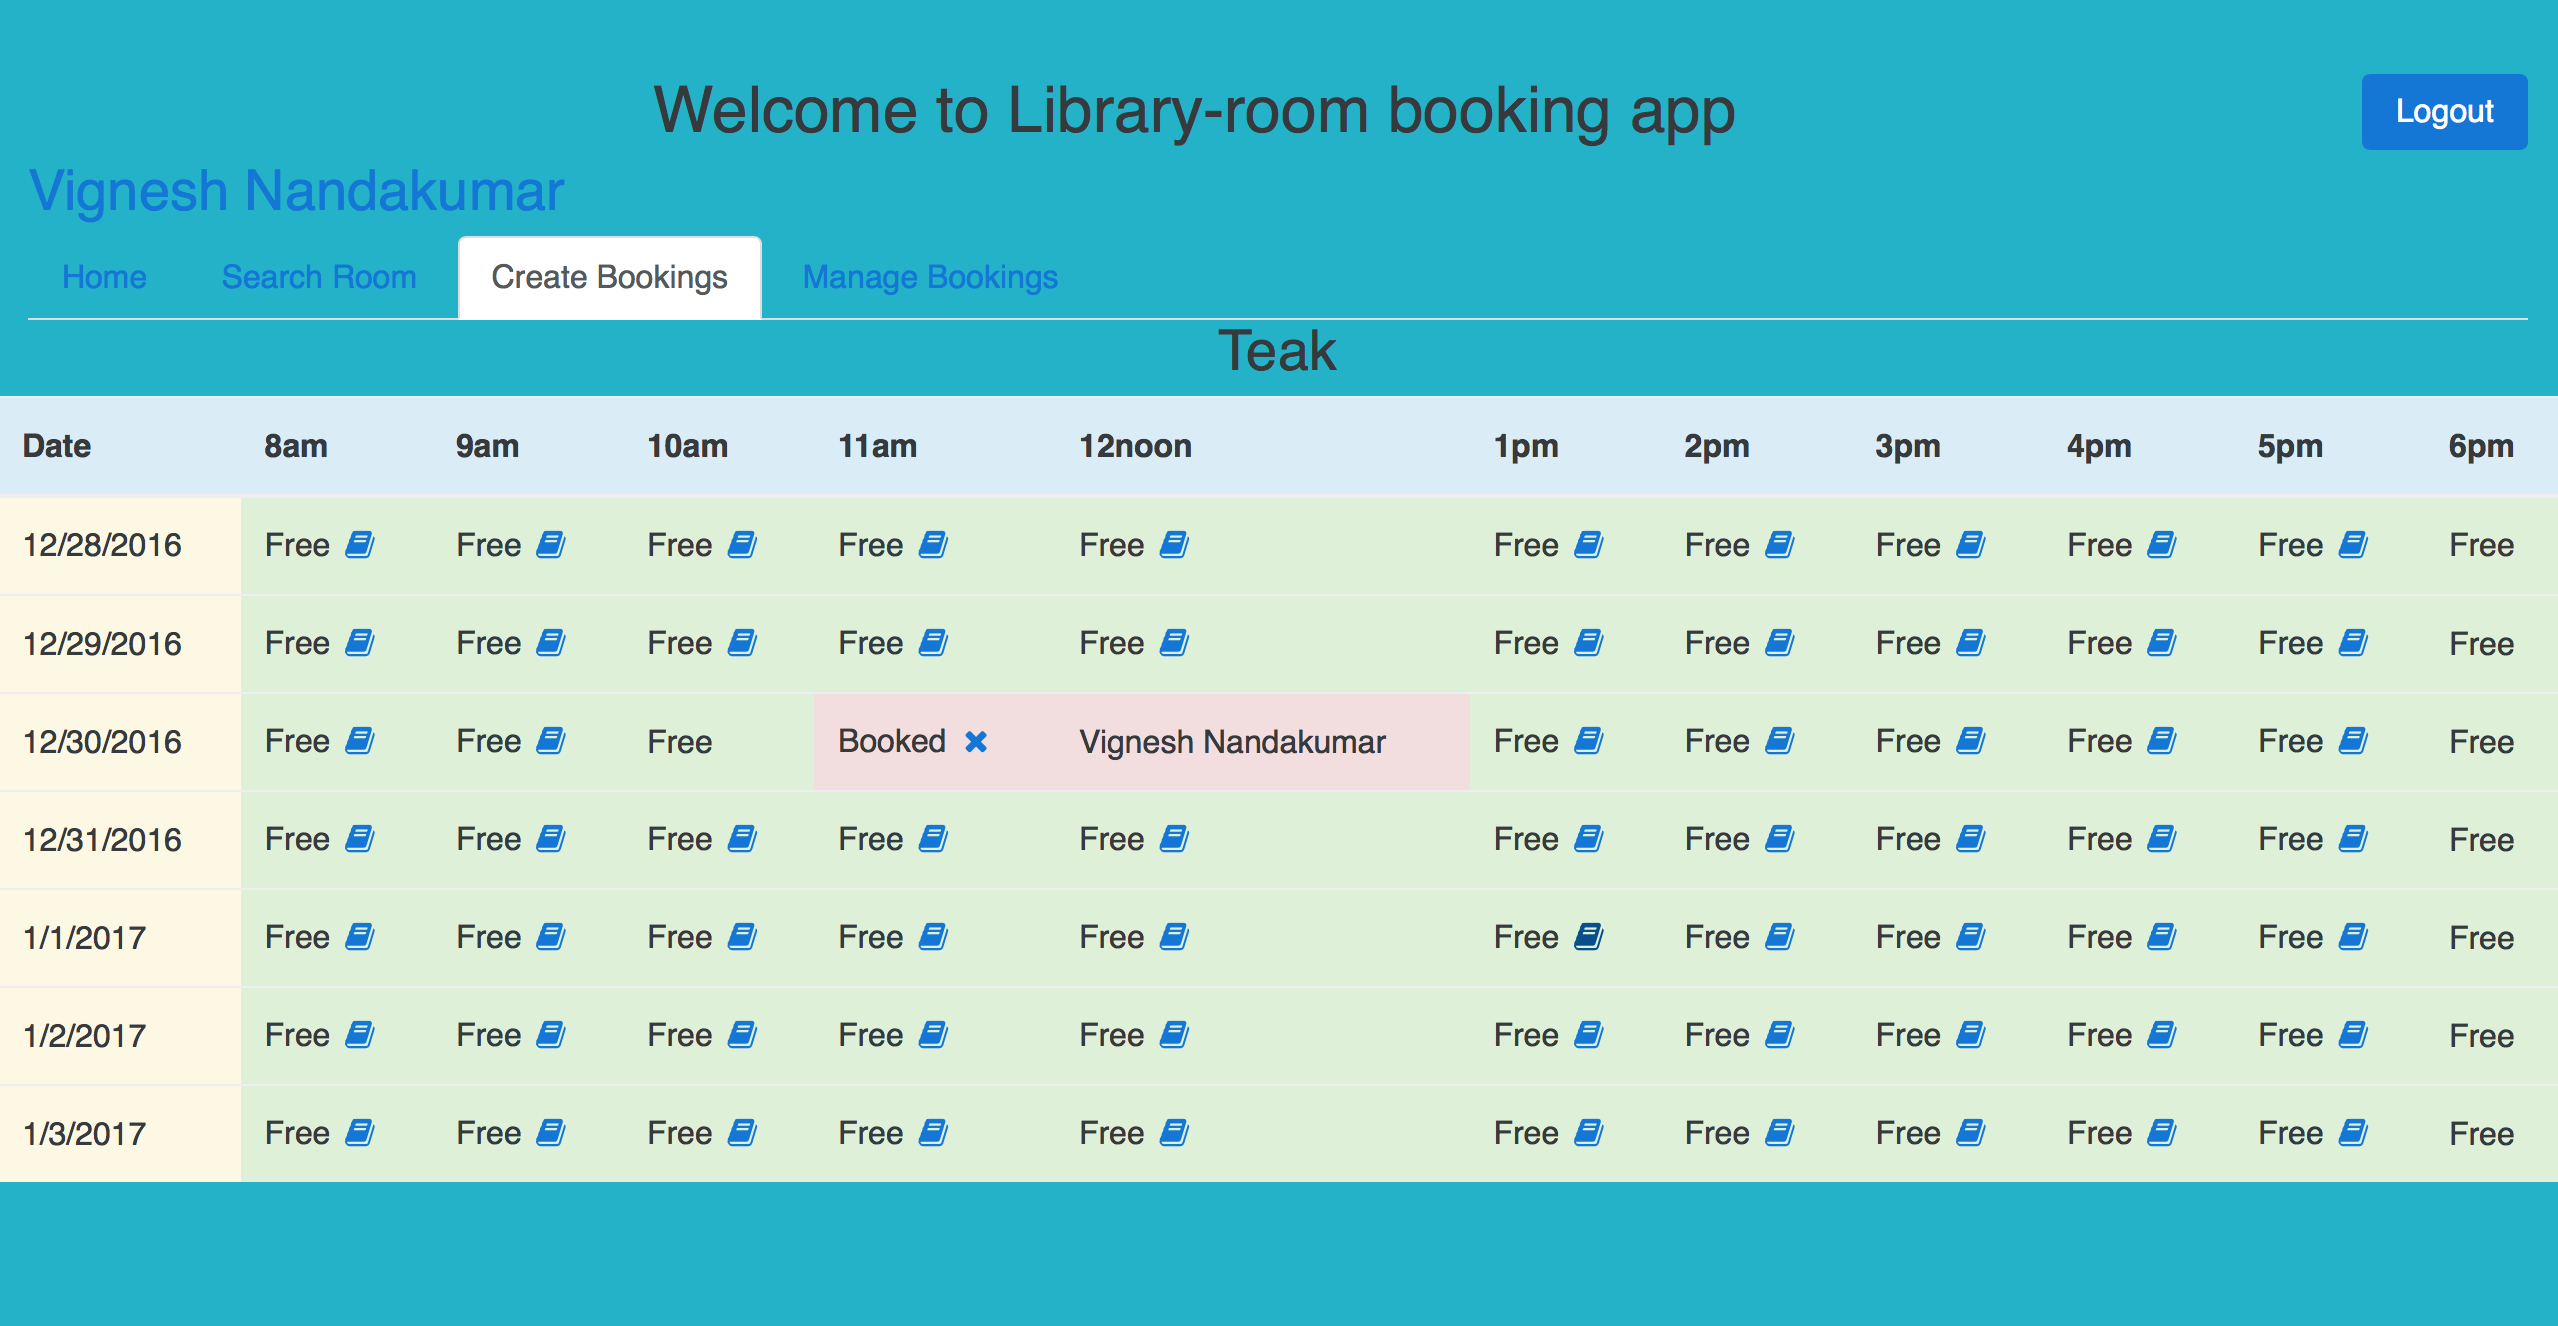 Welcome to Library-room booking app
Logout
Vignesh Nandakumar
Home Search Room Create Bookings Manage Bookings
Teak
Date 8am 9am 10am 11am 12noon 1pm 2pm 3pm 4pm 5pm 6pm
12/28/2016 Free Free Free Free Free Free Free Free Free Free Free
12/29/2016 Free Free Free Free Free Free Free Free Free Free Free
12/30/2016 Free Free Free Booked Vignesh Nandakumar Free Free Free Free Free Free
12/31/2016 Free Free Free Free Free Free Free Free Free Free Free
1/1/2017 Free Free Free Free Free Free Free Free Free Free Free
1/2/2017 Free Free Free Free Free Free Free Free Free Free Free
1/3/2017 Free Free Free Free Free Free Free Free Free Free Free